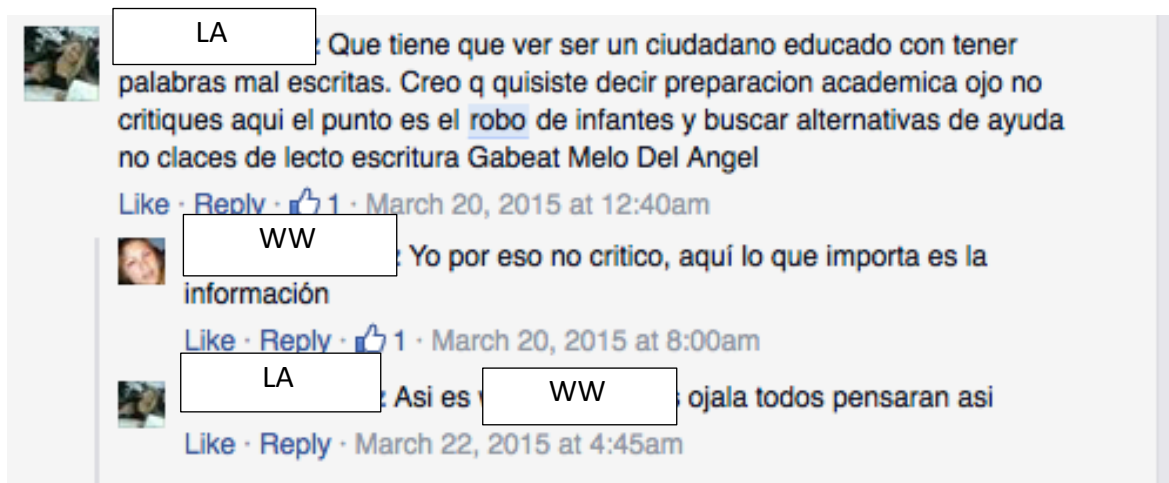 LA : Que tiene que ver ser un ciudadano educado con tener
palabras mal escritas. Creo q quisiste decir preparacion academica ojo no
critiques aqui el punto es el robo de infantes y buscar alternativas de ayuda
no claces de lecto escritura Gabeat Melo Del Angel
Like · Reply · 1 · March 20, 2015 at 12:40am
WW : Yo por eso no critico, aquí lo que importa es la
información
Like · Reply · 1 · March 20, 2015 at 8:00am
LA : Asi es WW ojala todos pensaran asi
Like · Reply · March 22, 2015 at 4:45am